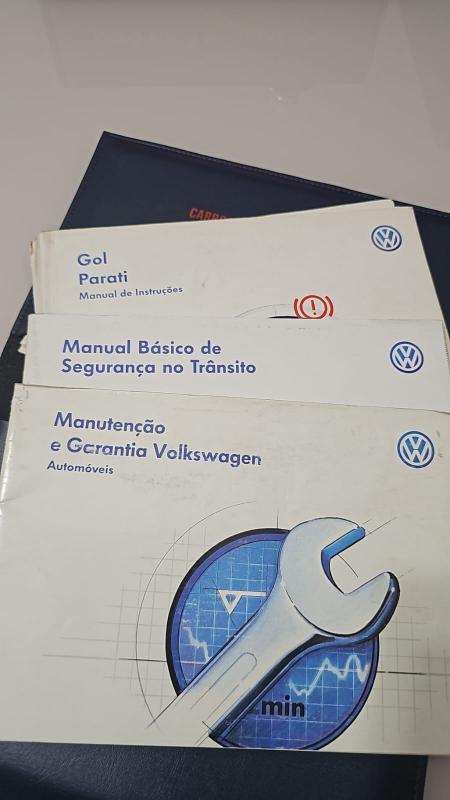 Gol
Parati
Manual de Instruções
Manual Básico de
Segurança no Trânsito
Manutenção
e Garantia Volkswagen
Automóveis
min